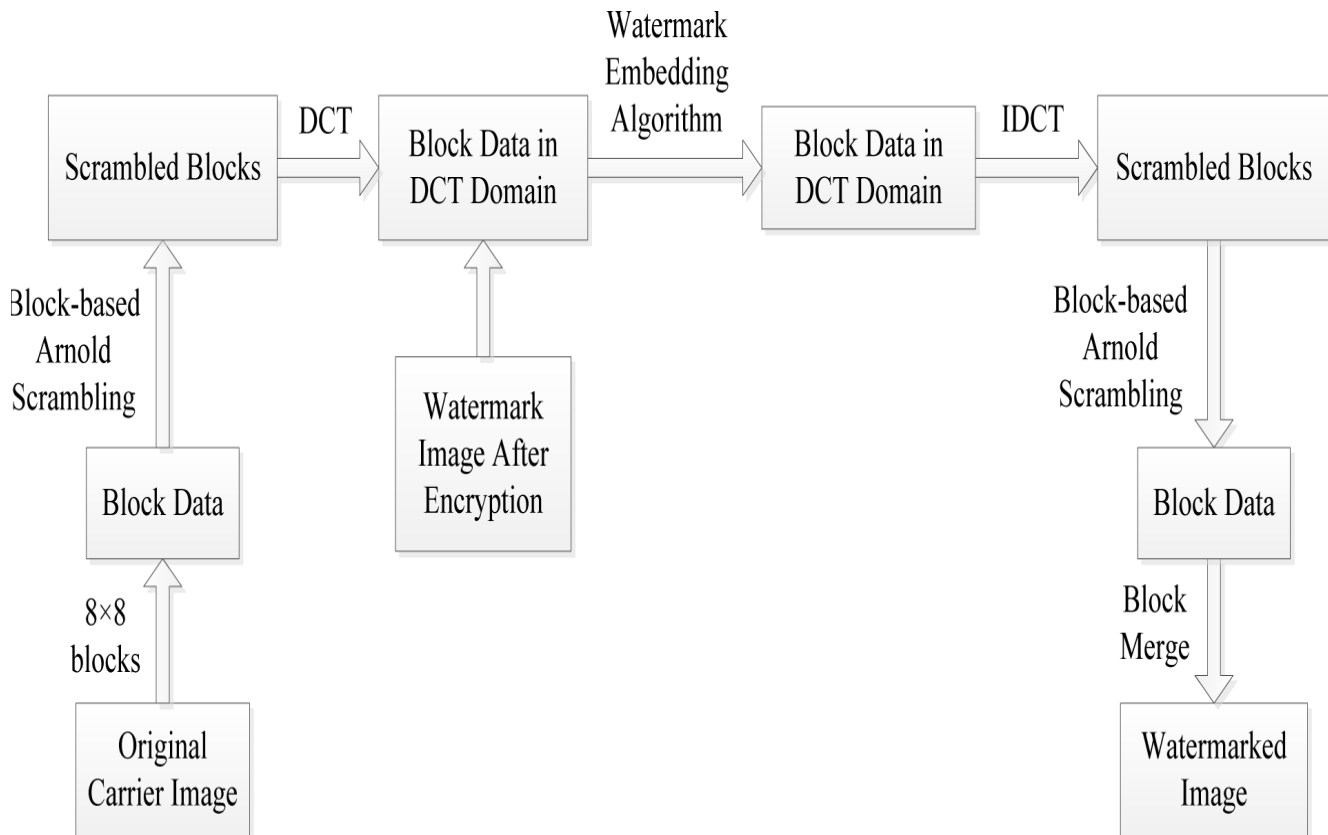 Watermark
Embedding
Algorithm
DCT
IDCT
Scrambled Blocks
Block Data in
DCT Domain
Block Data in
DCT Domain
Scrambled Blocks
Block-based
Arnold
Scrambling
Block-based
Arnold
Scrambling
Watermark
Image After
Encryption
Block Data
Block Data
8×8
blocks
Block
Merge
Original
Carrier Image
Watermarked
Image